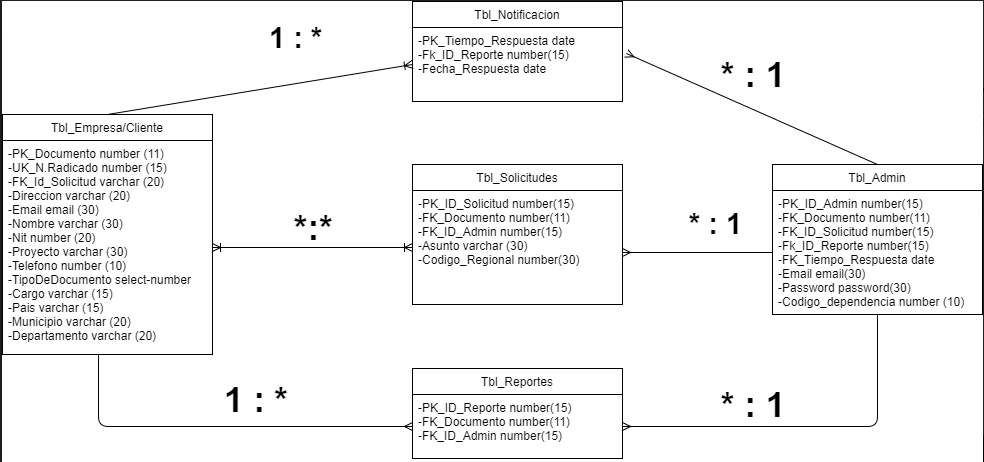 Tbl_Notificacion
-PK_Tiempo_Respuesta date
-Fk_ID_Reporte number(15)
-Fecha_Respuesta date
1 : *
* : 1
Tbl_Empresa/Cliente
-PK_Documento number (11)
-UK_N.Radicado number (15)
-FK_Id_Solicitud varchar (20)
-Direccion varchar (20)
-Email email (30)
-Nombre varchar (30)
-Nit number (20)
-Proyecto varchar (30)
-Telefono number (10)
-TipoDeDocumento select-number
-Cargo varchar (15)
-Pais varchar (15)
-Municipio varchar (20)
-Departamento varchar (20)
*:*
Tbl_Solicitudes
-PK_ID_Solicitud number(15)
-FK_Documento number(11)
-FK_ID_Admin number(15)
-Asunto varchar (30)
-Codigo_Regional number(30)
* : 1
Tbl_Admin
-PK_ID_Admin number(15)
-FK_Documento number(11)
-FK_ID_Solicitud number(15)
-Fk_ID_Reporte number(15)
-FK_Tiempo_Respuesta date
-Email email(30)
-Password password(30)
-Codigo_dependencia number (10)
1 : *
Tbl_Reportes
-PK_ID_Reporte number(15)
-FK_Documento number(11)
-FK_ID_Admin number(15)
* : 1